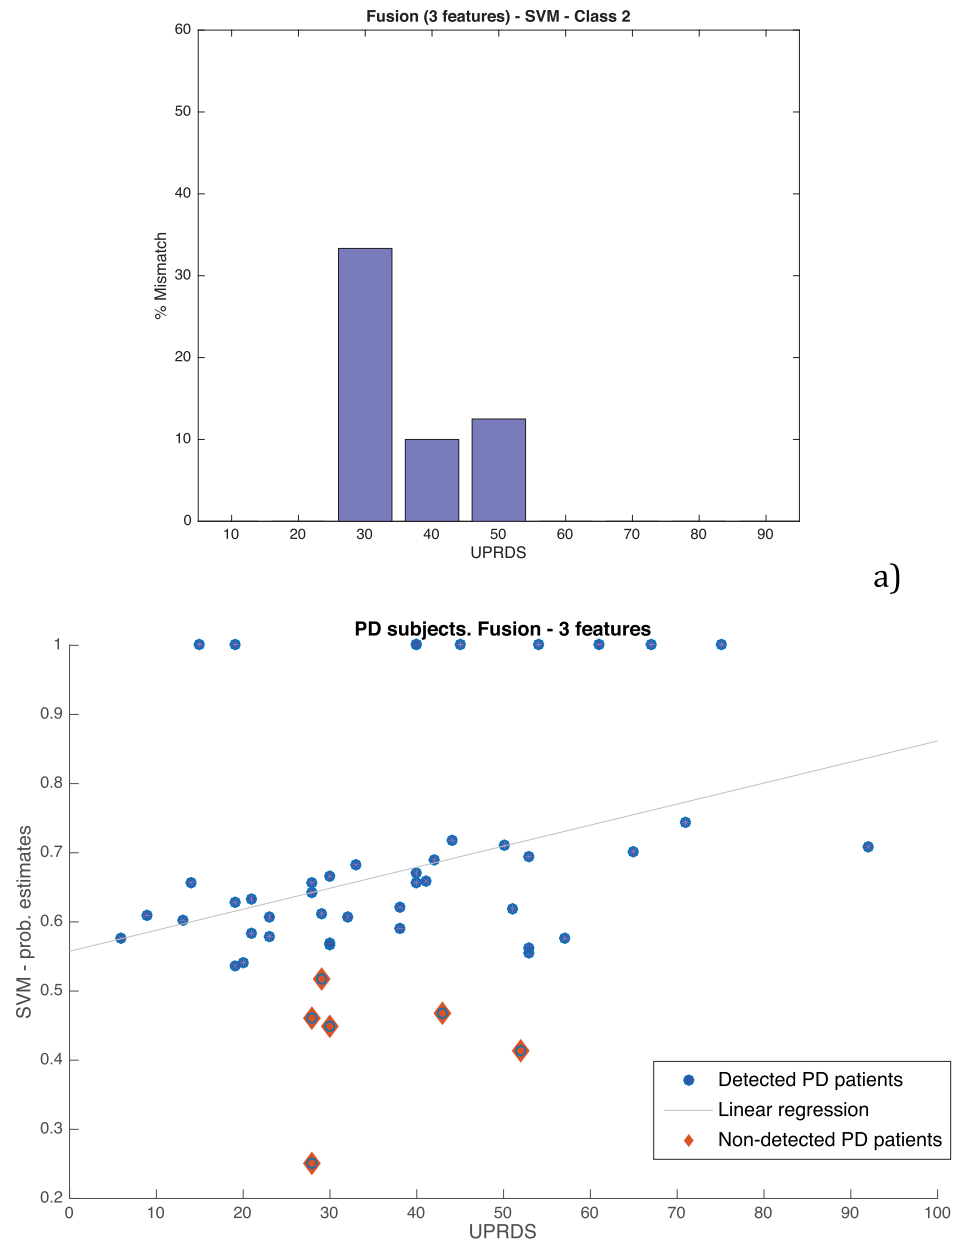 Fusion (3 features) - SVM - Class 2
60
50
40
30
20
10
0
% Mismatch
10 20 30 40 50 60 70 80 90
UPRDS
a)
PD subjects. Fusion - 3 features
1
0.9
0.8
0.7
0.6
0.5
0.4
0.3
0.2
SVM - prob. estimates
Detected PD patients
Linear regression
Non-detected PD patients
0 10 20 30 40 50 60 70 80 90 100
UPRDS